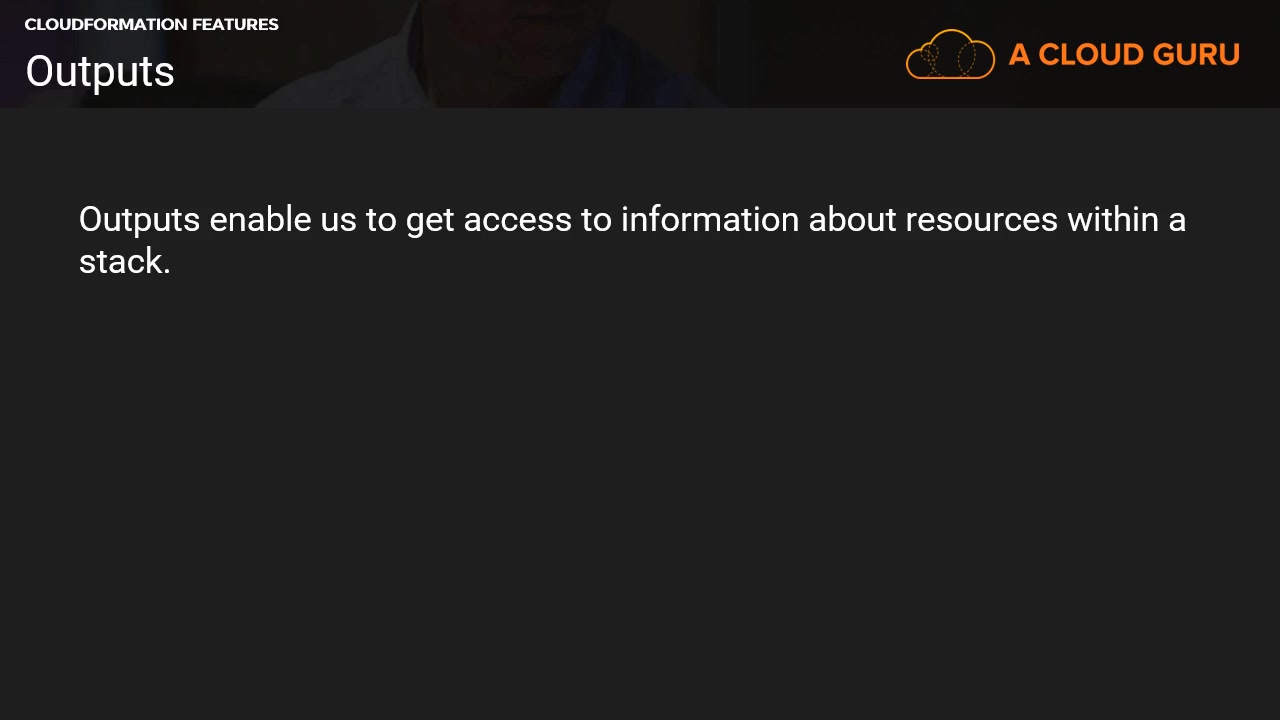 CLOUDFORMATION FEATURES
Outputs
A CLOUD GURU
Outputs enable us to get access to information about resources within a
stack.